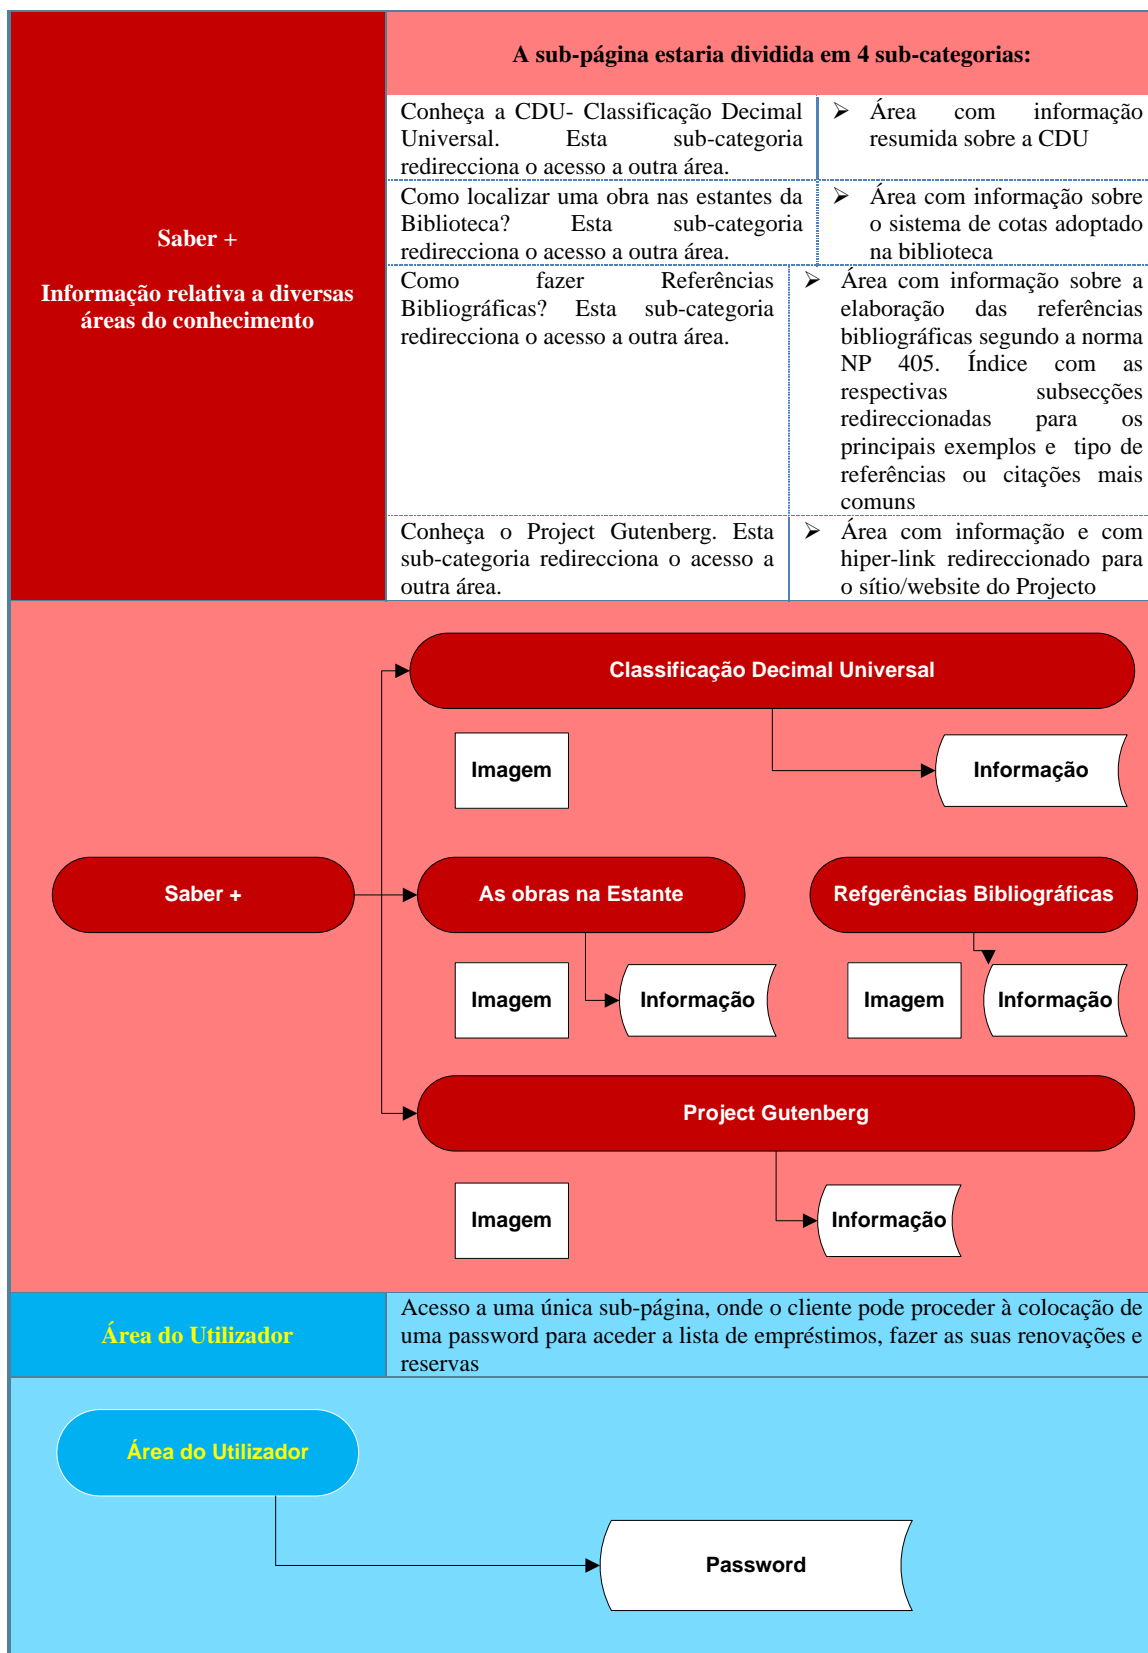 A sub-página estaria dividida em 4 sub-categorias:
Saber +
Informação relativa a diversas
áreas do conhecimento
Conheça a CDU- Classificação Decimal
Universal. Esta sub-categoria
redirecciona o acesso a outra área.
➢ Área com informação
resumida sobre a CDU
Como localizar uma obra nas estantes da
Biblioteca? Esta sub-categoria
redirecciona o acesso a outra área.
➢ Área com informação sobre
o sistema de cotas adoptado
na biblioteca
Como fazer Referências
Bibliográficas? Esta sub-categoria
redirecciona o acesso a outra área.
➢ Área com informação sobre a
elaboração das referências
bibliográficas segundo a norma
NP 405. Índice com as
respectivas subsecções
redireccionadas para os
principais exemplos e tipo de
referências ou citações mais
comuns
Conheça o Project Gutenberg. Esta
sub-categoria redirecciona o acesso a
outra área.
➢ Área com informação e com
hiper-link redireccionado para
o sítio/website do Projecto
Classificação Decimal Universal
Imagem
Informação
Saber +
As obras na Estante
Refgerências Bibliográficas
Imagem
Informação
Imagem
Informação
Project Gutenberg
Imagem
Informação
Área do Utilizador
Acesso a uma única sub-página, onde o cliente pode proceder à colocação de
uma password para aceder a lista de empréstimos, fazer as suas renovações e
reservas
Área do Utilizador
Password